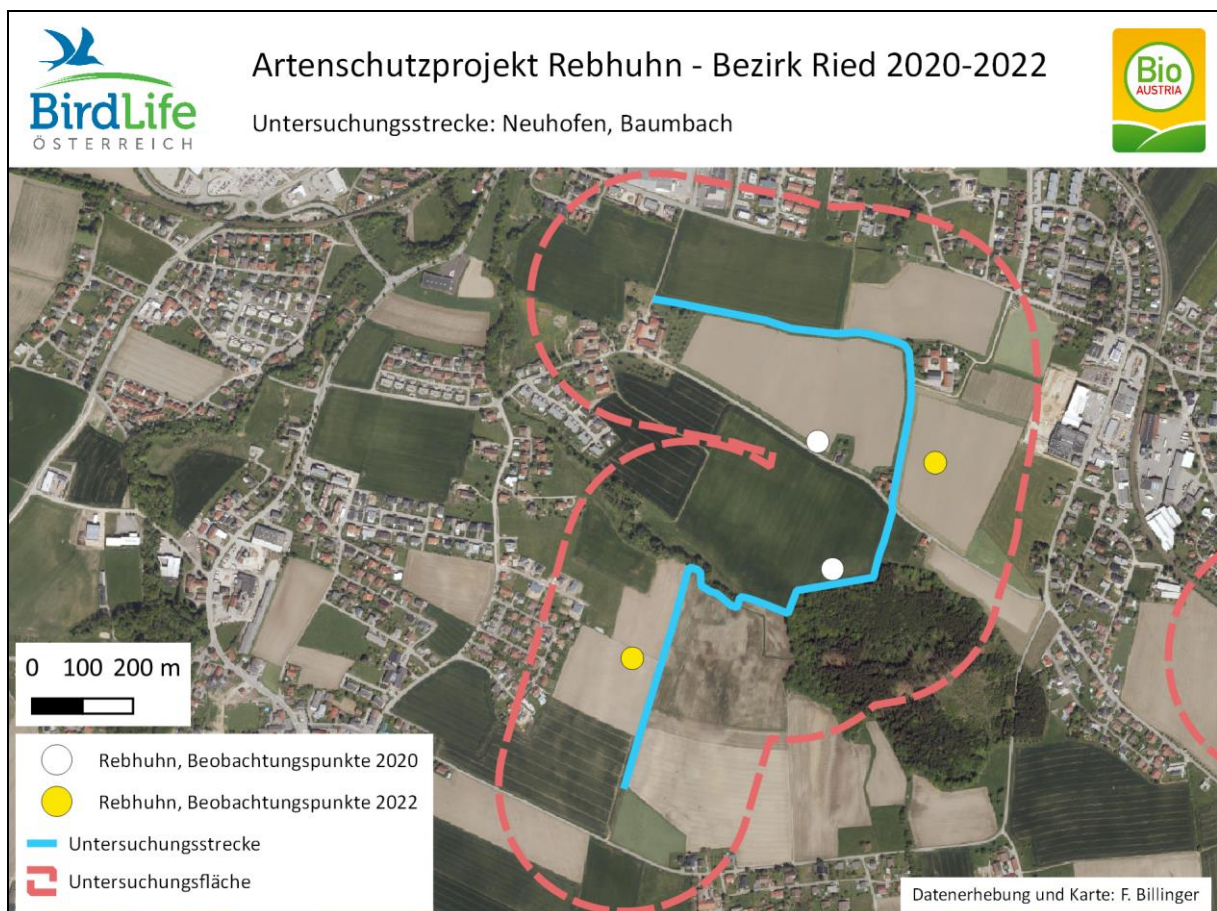 BirdLife
ÖSTERREICH
Artenschutzprojekt Rebhuhn - Bezirk Ried 2020-2022
Untersuchungsstrecke: Neuhofen, Baumbach
Bio
AUSTRIA
0 100 200 m
Rebhuhn, Beobachtungspunkte 2020
Rebhuhn, Beobachtungspunkte 2022
Untersuchungsstrecke
Untersuchungsfläche
Datenerhebung und Karte: F. Billinger